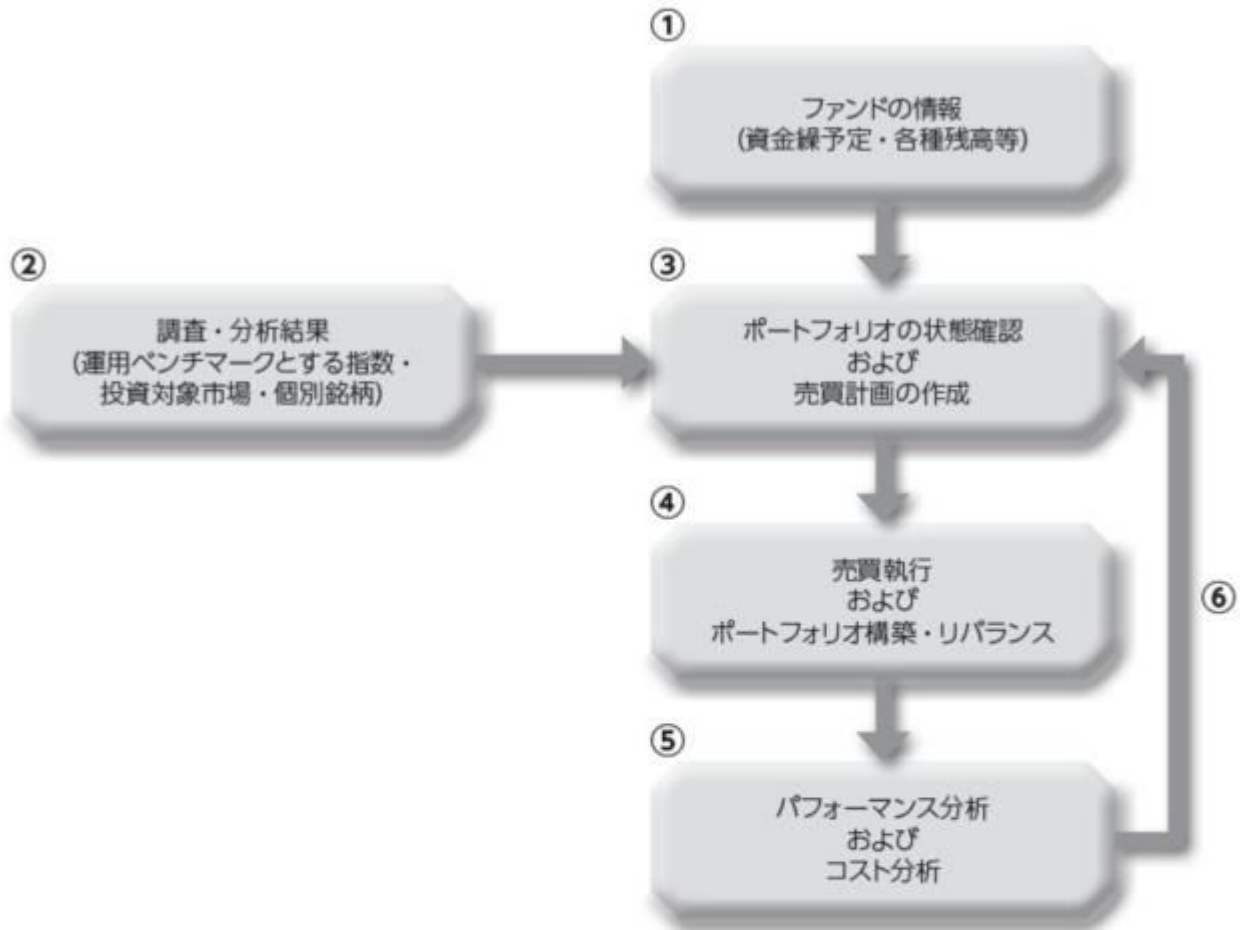 ①
ファンドの情報
(資金繰予定・各種残高等)
②
調査・分析結果
(運用ベンチマークとする指数・
投資対象市場・個別銘柄)
③
ポートフォリオの状態確認
および
売買計画の作成
④
売買執行
および
ポートフォリオ構築・リバランス
⑤
パフォーマンス分析
および
コスト分析
⑥